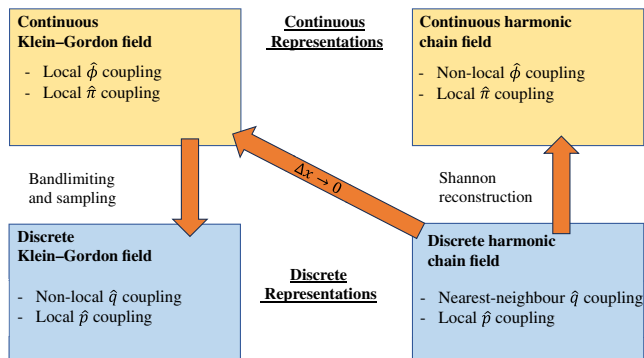 Continuous
Klein–Gordon field
- Local ϕ̂ coupling
- Local π̂ coupling
Continuous
Representations
Continuous harmonic
chain field
- Non-local ϕ̂ coupling
- Local π̂ coupling
Bandlimiting
and sampling
Δx → 0
Shannon
reconstruction
Discrete
Klein–Gordon field
- Non-local q̂ coupling
- Local p̂ coupling
Discrete
Representations
Discrete harmonic
chain field
- Nearest-neighbour q̂ coupling
- Local p̂ coupling